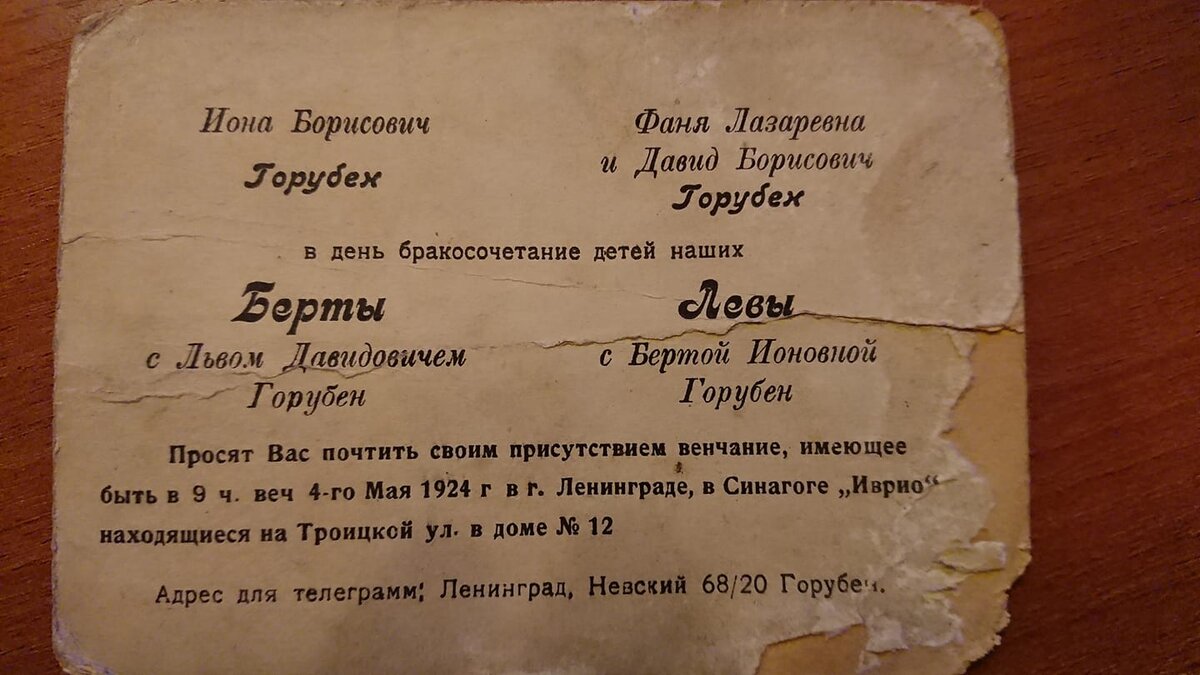 Иона Борисович
Горубех
Фаня Лазаревна
и Давид Борисович
Горубех
в день бракосочетание детей наших
Берты
с Львом Давидовичем
Горубен
Левы
с Бертой Ионовной
Горубен
Просят Вас почтить своим присутствием венчание, имеющее
быть в 9 ч. веч 4-го Мая 1924 г в г. Ленинграде, в Синагоге „Иврио“
находящиеся на Троицкой ул. в доме № 12
Адрес для телеграмм: Ленинград, Невский 68/20 Горубен.